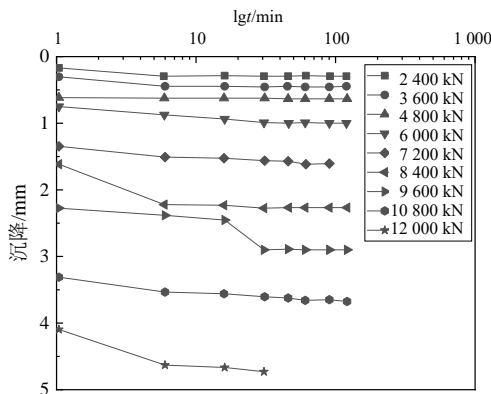 lgt/min
1 10 100 1 000
0
1
2
3
4
5
沉降/mm
2 400 kN
3 600 kN
4 800 kN
6 000 kN
7 200 kN
8 400 kN
9 600 kN
10 800 kN
12 000 kN